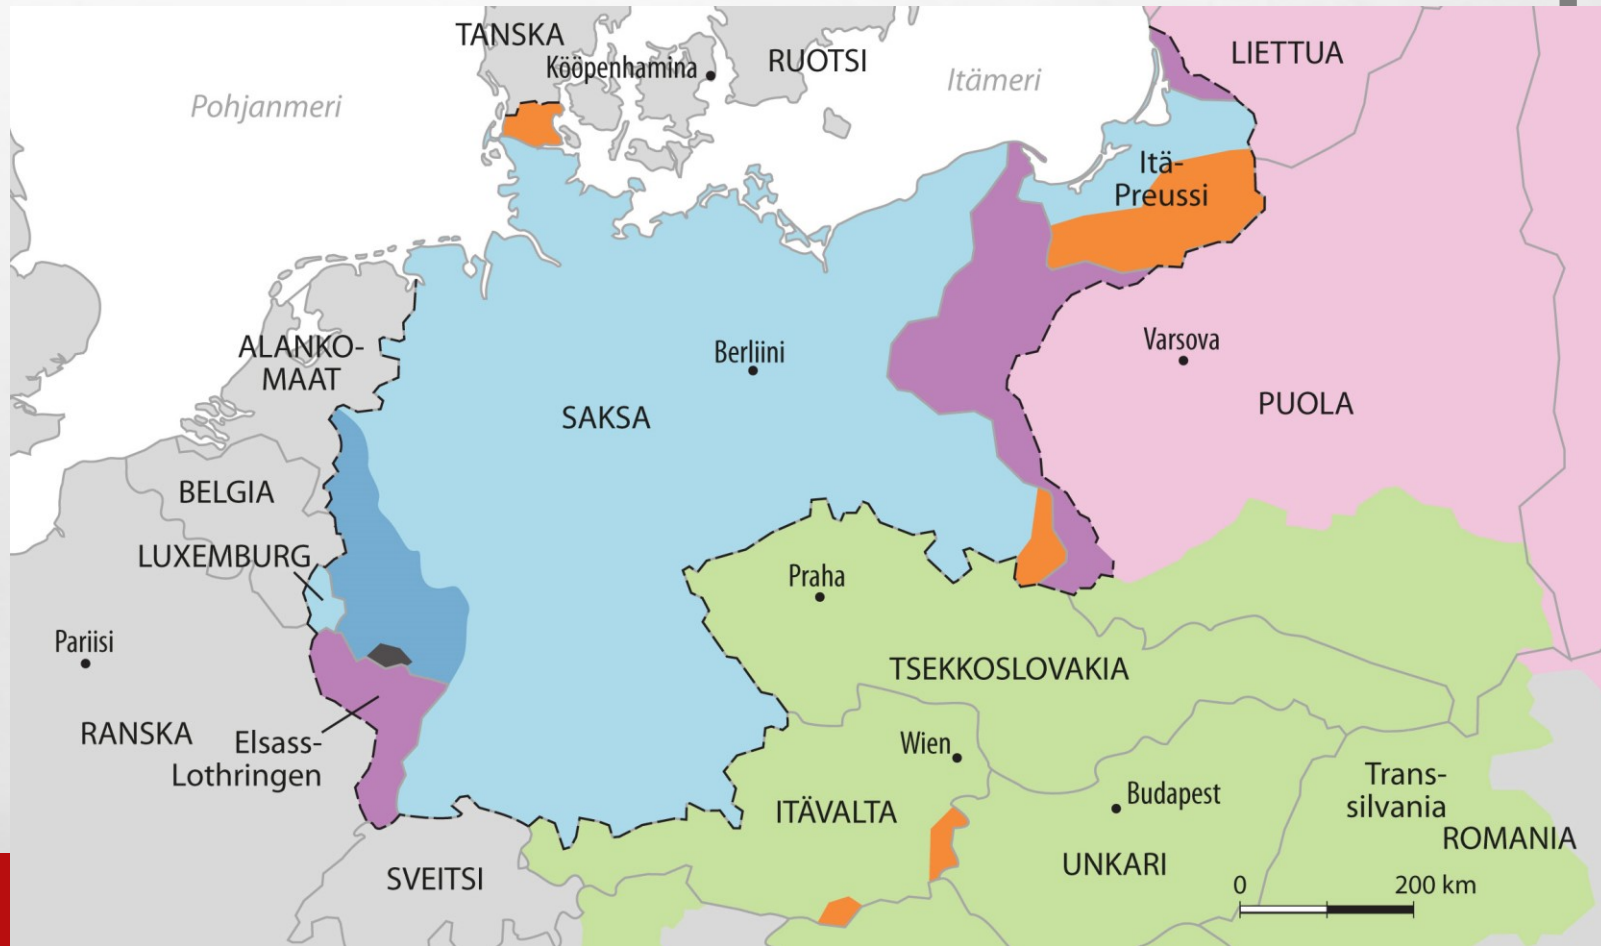 TANSKA
Kööpenhamina
RUOTSI
Itämeri
LIETTUA
Pohjanmeri
Itä-
Preussi
ALANKO-
MAAT
Berliini
Varsova
SAKSA
PUOLA
BELGIA
LUXEMBURG
Praha
Pariisi
TSEKKOSLOVAKIA
RANSKA
Elsass-
Lothringen
Wien
Budapest
Trans-
silvania
ITÄVALTA
ROMANIA
UNKARI
SVEITSI
0 200 km